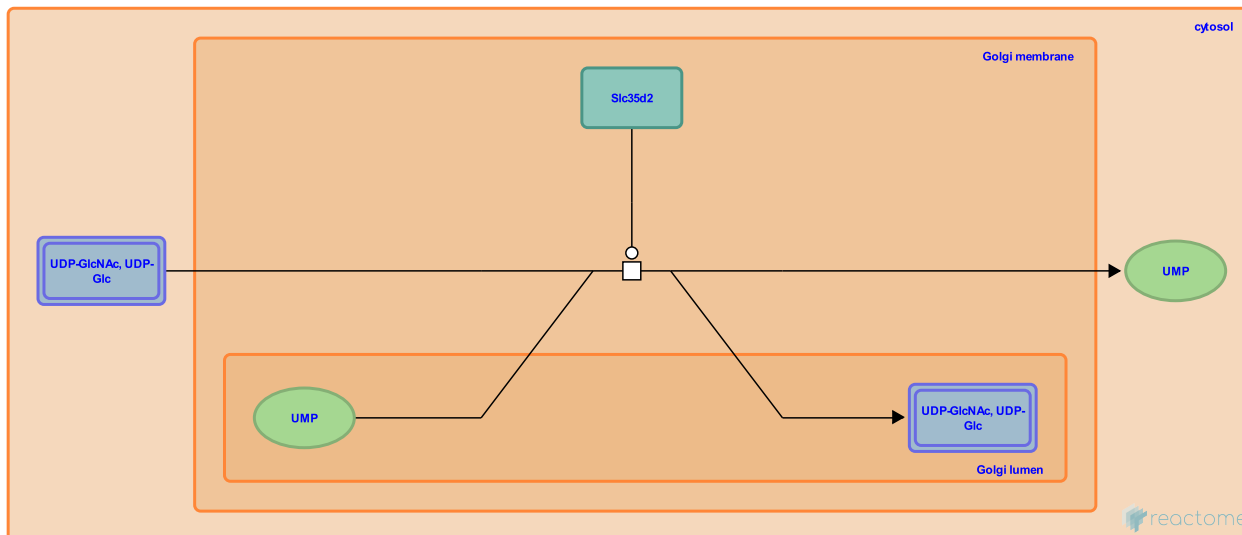 cytosol
Golgi membrane
Slc35d2
UDP-GlcNAc, UDP-
Glc
UMP
UMP
UDP-GlcNAc, UDP-
Glc
Golgi lumen
reactome